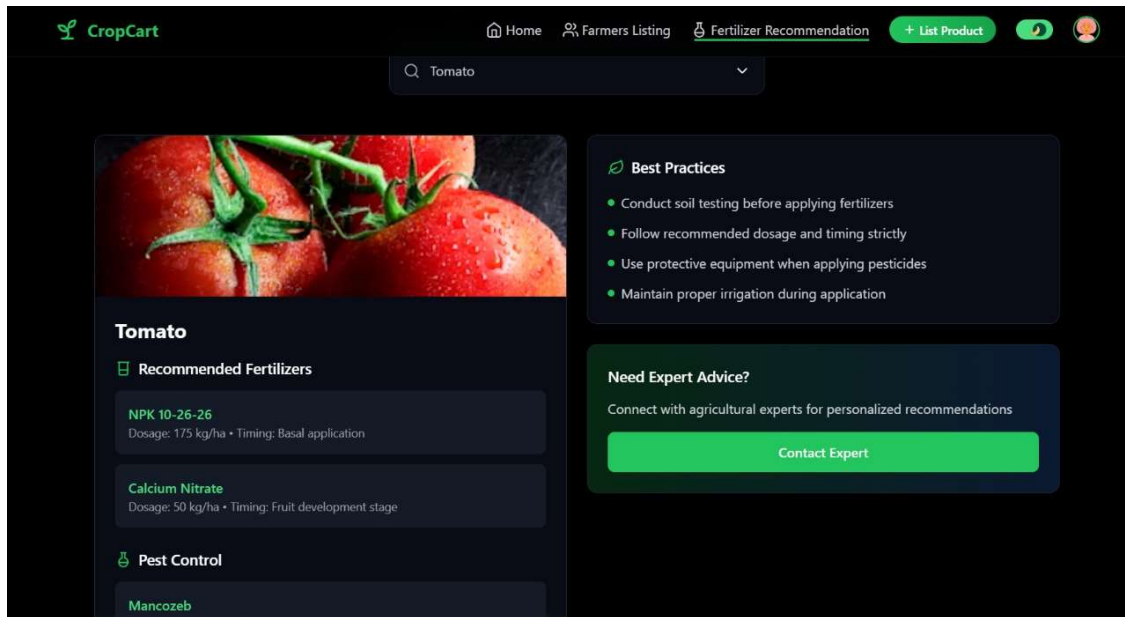 CropCart
Home
Farmers Listing
Fertilizer Recommendation
+ List Product
Tomato
Tomato
Recommended Fertilizers
NPK 10-26-26
Dosage: 175 kg/ha • Timing: Basal application
Calcium Nitrate
Dosage: 50 kg/ha • Timing: Fruit development stage
Pest Control
Mancozeb
Best Practices
• Conduct soil testing before applying fertilizers
• Follow recommended dosage and timing strictly
• Use protective equipment when applying pesticides
• Maintain proper irrigation during application
Need Expert Advice?
Connect with agricultural experts for personalized recommendations
Contact Expert